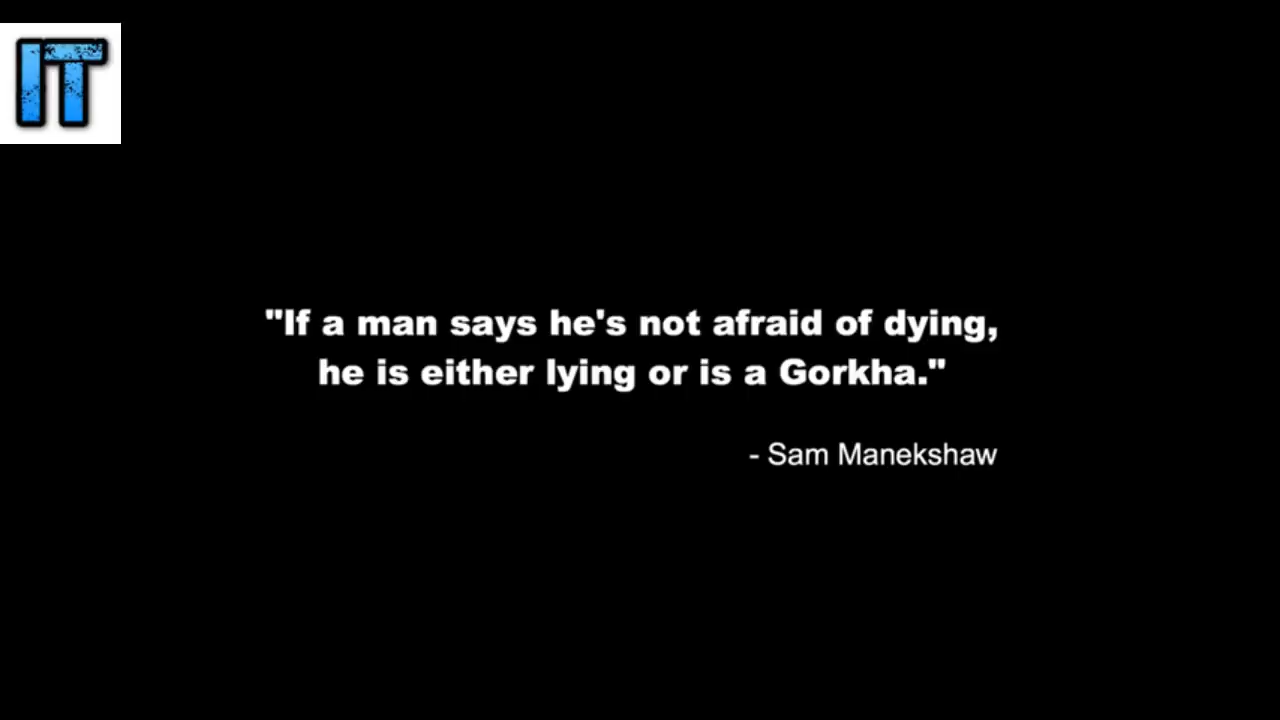 IT
"If a man says he's not afraid of dying,
he is either lying or is a Gorkha."
- Sam Manekshaw